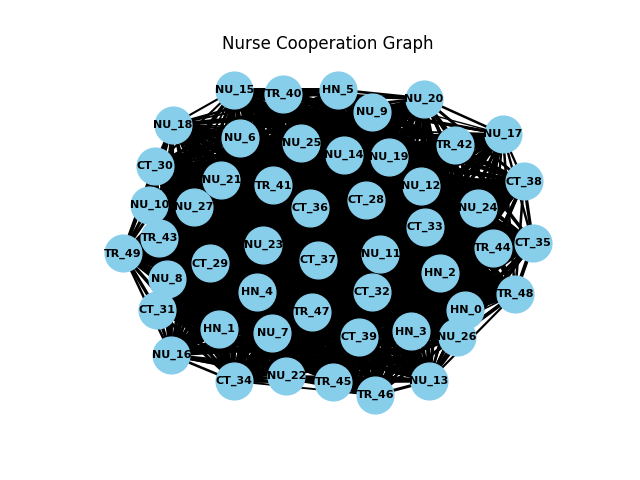 Nurse Cooperation Graph
NU_15
TR_40
HN_5
NU_20
NU_9
NU_18
NU_6
NU_25
TR_42
NU_17
NU_14
NU_19
CT_30
NU_21
TR_41
NU_12
CT_38
NU_10
NU_27
CT_36
CT_28
NU_24
CT_33
TR_43
NU_23
TR_44
CT_35
TR_49
CT_29
CT_37
NU_11
NU_8
HN_2
HN_4
CT_32
TR_48
CT_31
TR_47
HN_0
HN_1
NU_7
CT_39
HN_3
NU_26
NU_16
CT_34
NU_22
TR_45
NU_13
TR_46